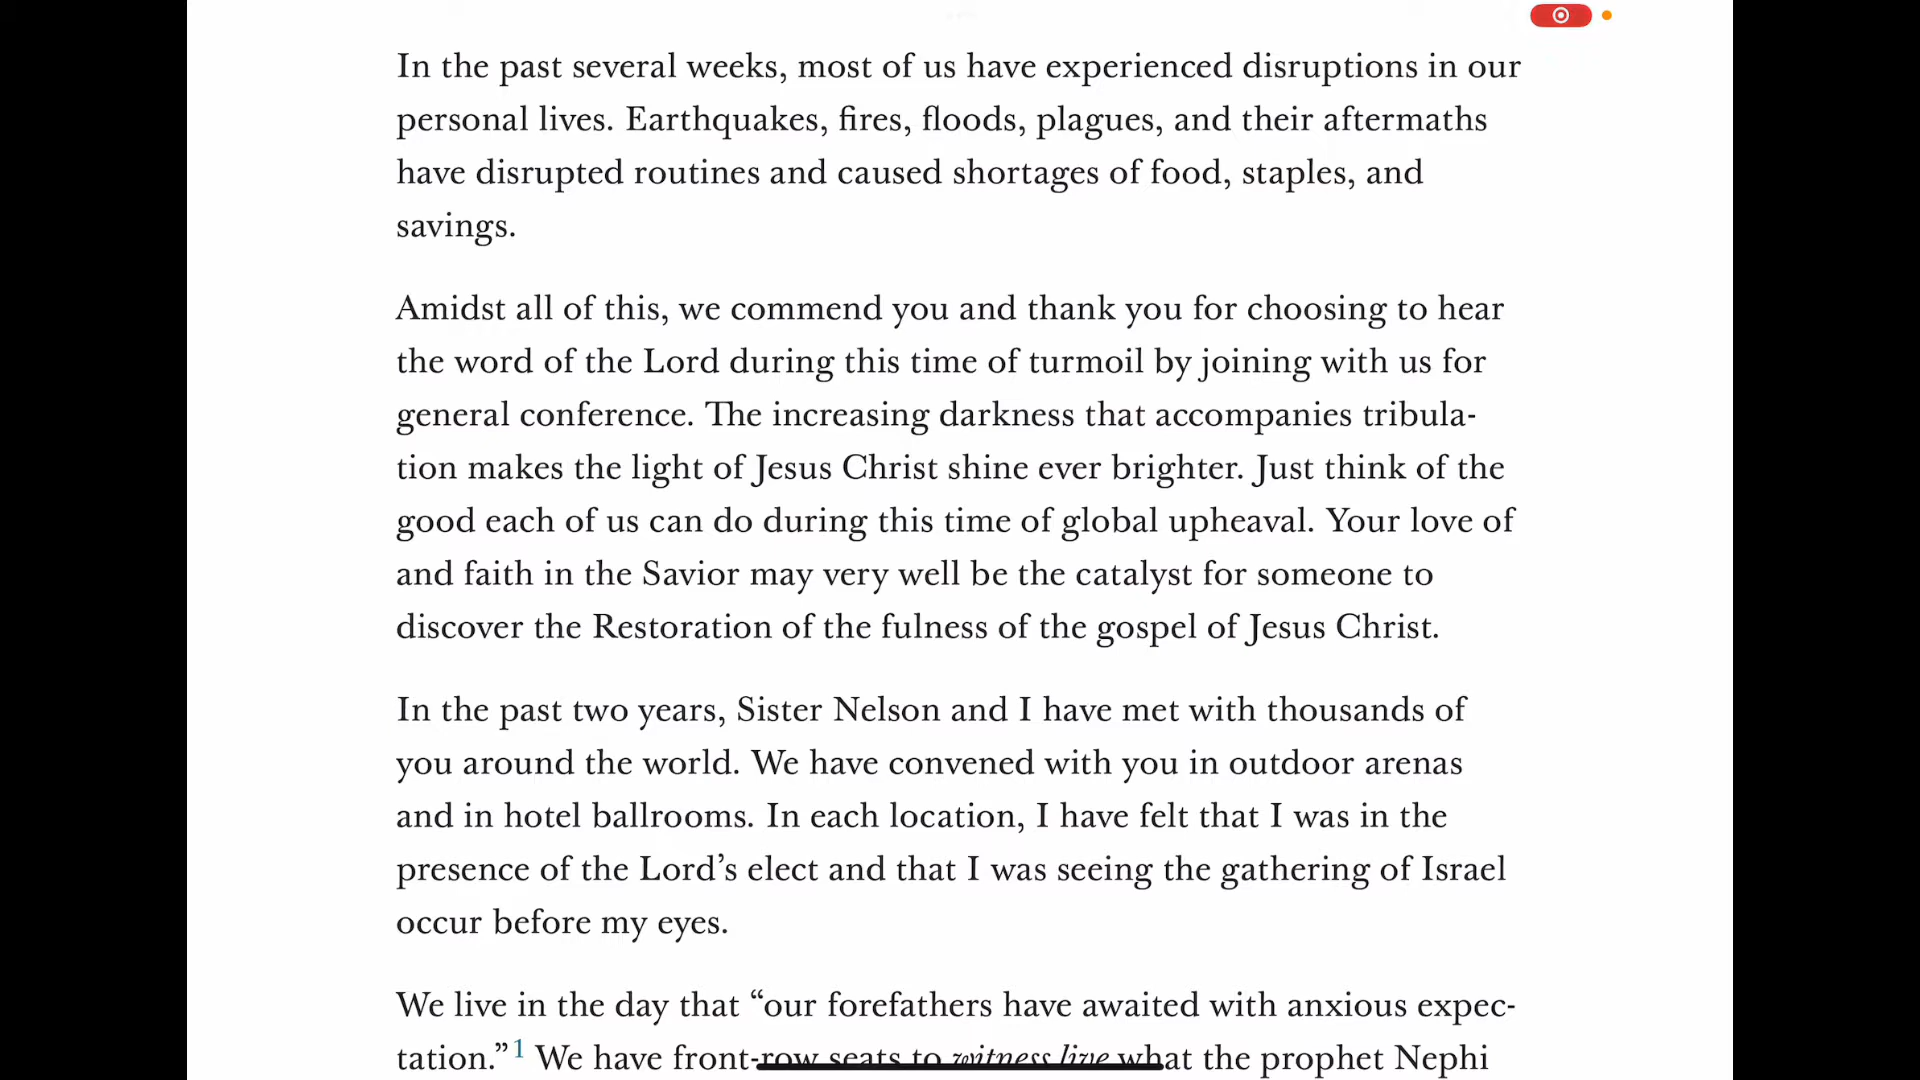 In the past several weeks, most of us have experienced disruptions in our
personal lives. Earthquakes, fires, floods, plagues, and their aftermaths
have disrupted routines and caused shortages of food, staples, and
savings.
Amidst all of this, we commend you and thank you for choosing to hear
the word of the Lord during this time of turmoil by joining with us for
general conference. The increasing darkness that accompanies tribula-
tion makes the light of Jesus Christ shine ever brighter. Just think of the
good each of us can do during this time of global upheaval. Your love of
and faith in the Savior may very well be the catalyst for someone to
discover the Restoration of the fulness of the gospel of Jesus Christ.
In the past two years, Sister Nelson and I have met with thousands of
you around the world. We have convened with you in outdoor arenas
and in hotel ballrooms. In each location, I have felt that I was in the
presence of the Lord’s elect and that I was seeing the gathering of Israel
occur before my eyes.
We live in the day that “our forefathers have awaited with anxious expec-
tation.”1 We have front-row seats to witness live what the prophet Nephi